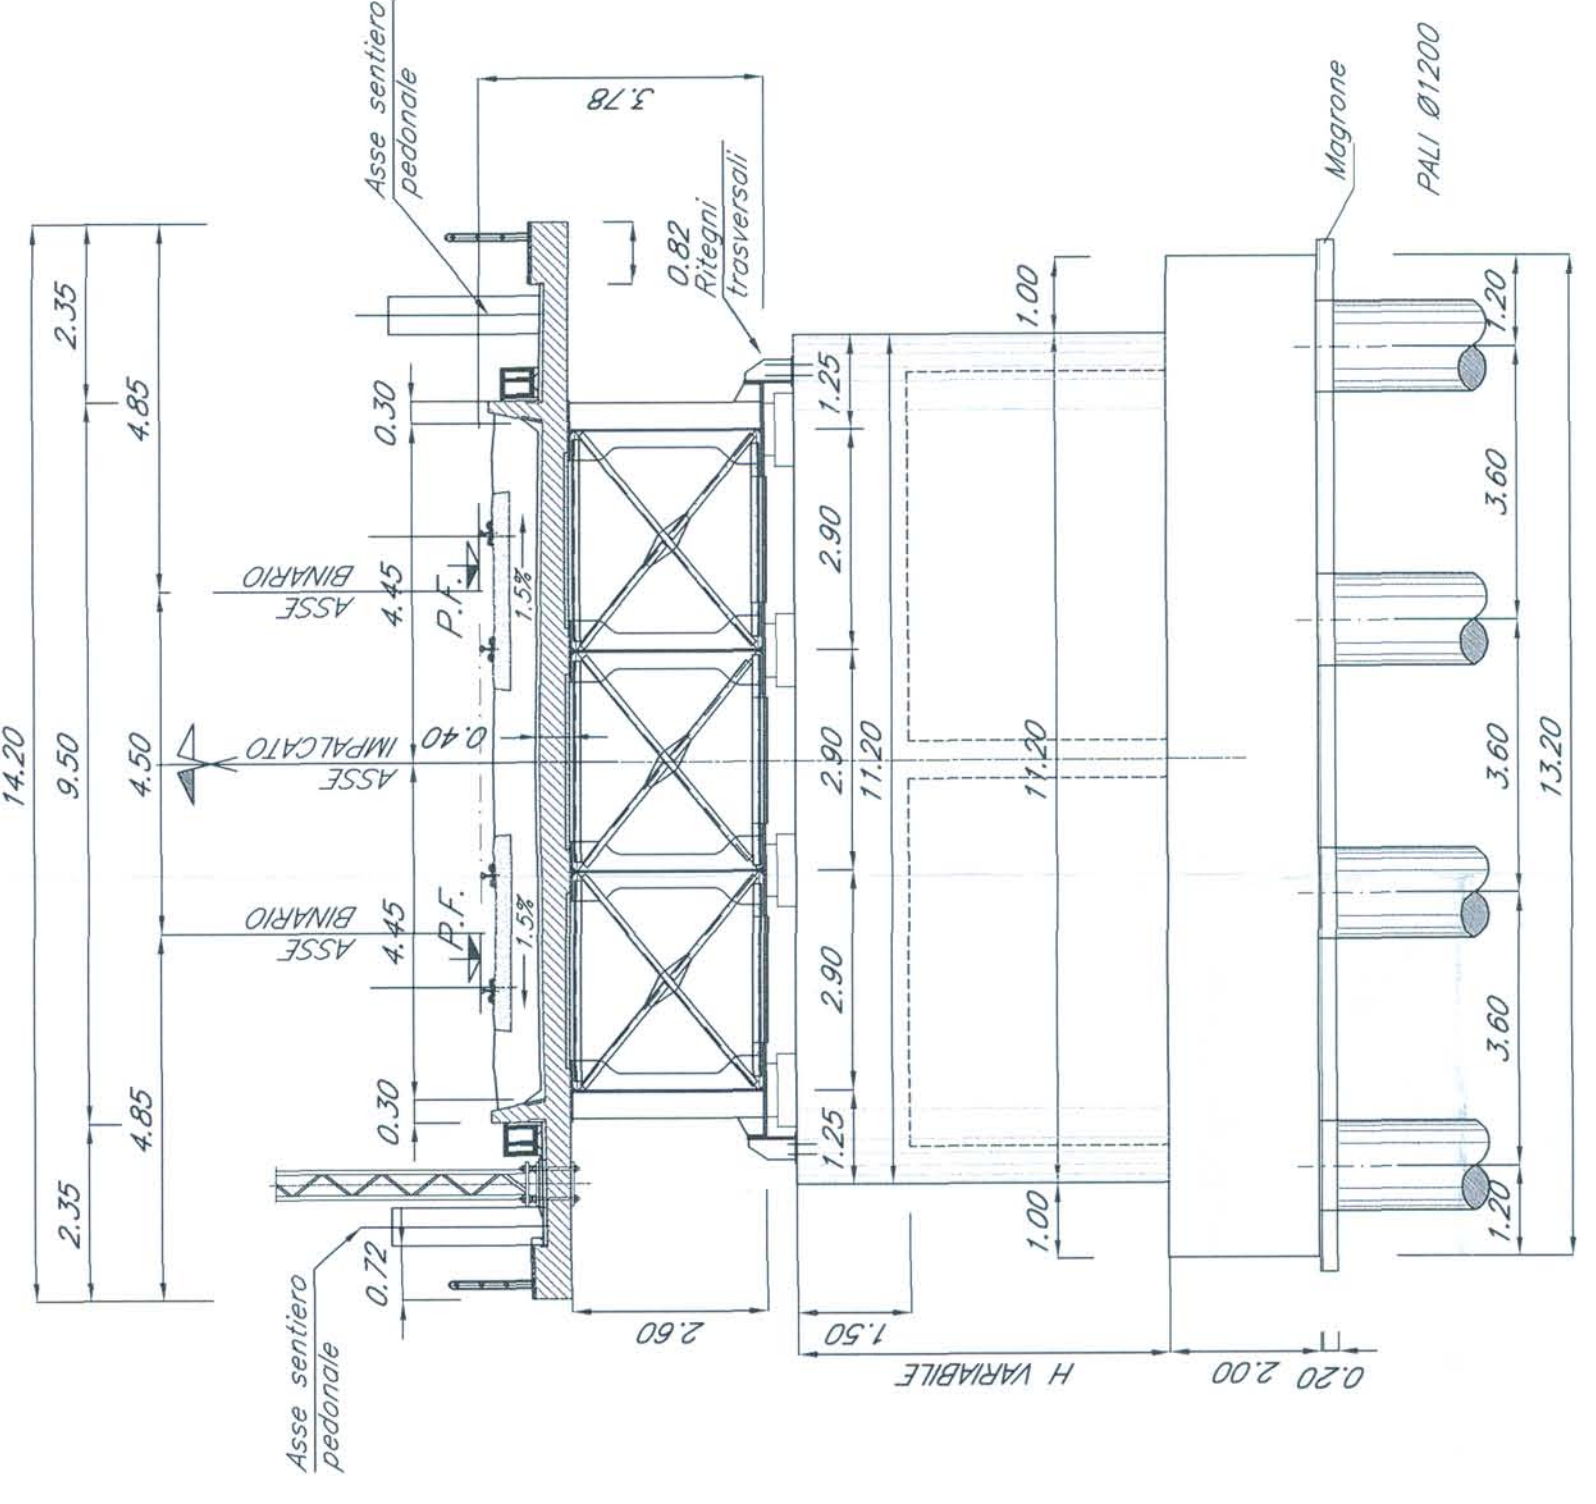 14.20
2.35
9.50
2.35
4.85
4.50
4.85
ASSE
BINARIO
ASSE
IMPALCATO
ASSE
BINARIO
Asse sentiero
pedonale
Asse sentiero
pedonale
0.30
4.45
4.45
0.30
0.72
P.F.
P.F.
1.5%
1.5%
0.40
3.78
0.82
Ritegni
trasversali
2.60
1.25
2.90
2.90
2.90
1.25
11.20
1.50
H VARIABILE
1.00
11.20
1.00
2.00
0.20
Magrone
PALI Ø1200
1.20
3.60
3.60
3.60
1.20
13.20